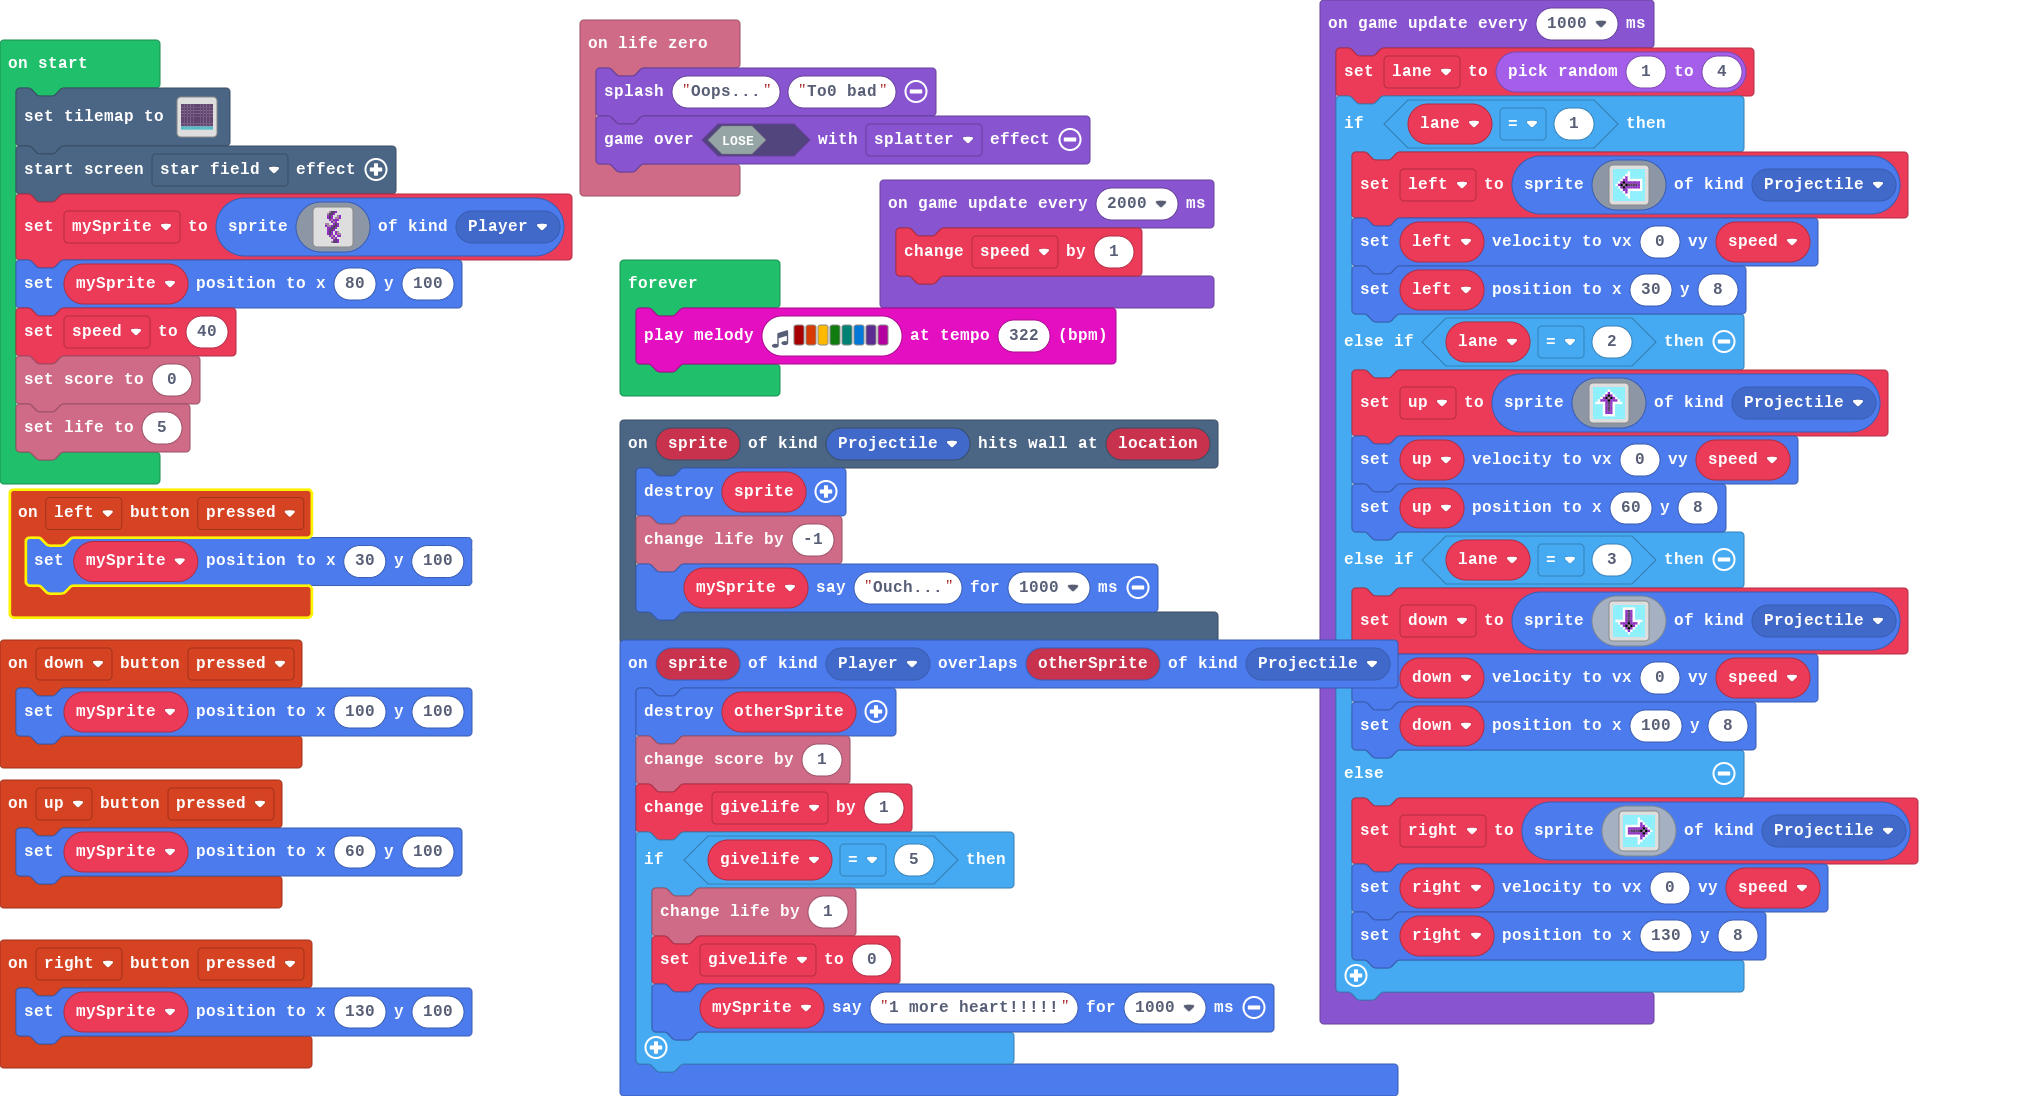 on start
set tilemap to
start screen star field effect
set mySprite to sprite of kind Player
set mySprite position to x 80 y 100
set speed to 40
set score to 0
set life to 5
on left button pressed
set mySprite position to x 30 y 100
on down button pressed
set mySprite position to x 100 y 100
on up button pressed
set mySprite position to x 60 y 100
on right button pressed
set mySprite position to x 130 y 100
on life zero
splash "Oops..." "To0 bad"
game over LOSE with splatter effect
on game update every 2000 ms
change speed by 1
forever
play melody at tempo 322 (bpm)
on sprite of kind Projectile hits wall at location
destroy sprite
change life by -1
mySprite say "Ouch..." for 1000 ms
on sprite of kind Player overlaps otherSprite of kind Projectile
destroy otherSprite
change score by 1
change givelife by 1
if givelife = 5 then
change life by 1
set givelife to 0
mySprite say "1 more heart!!!!!" for 1000 ms
on game update every 1000 ms
set lane to pick random 1 to 4
if lane = 1 then
set left to sprite of kind Projectile
set left velocity to vx 0 vy speed
set left position to x 30 y 8
else if lane = 2 then
set up to sprite of kind Projectile
set up velocity to vx 0 vy speed
set up position to x 60 y 8
else if lane = 3 then
set down to sprite of kind Projectile
down velocity to vx 0 vy speed
set down position to x 100 y 8
else
set right to sprite of kind Projectile
set right velocity to vx 0 vy speed
set right position to x 130 y 8